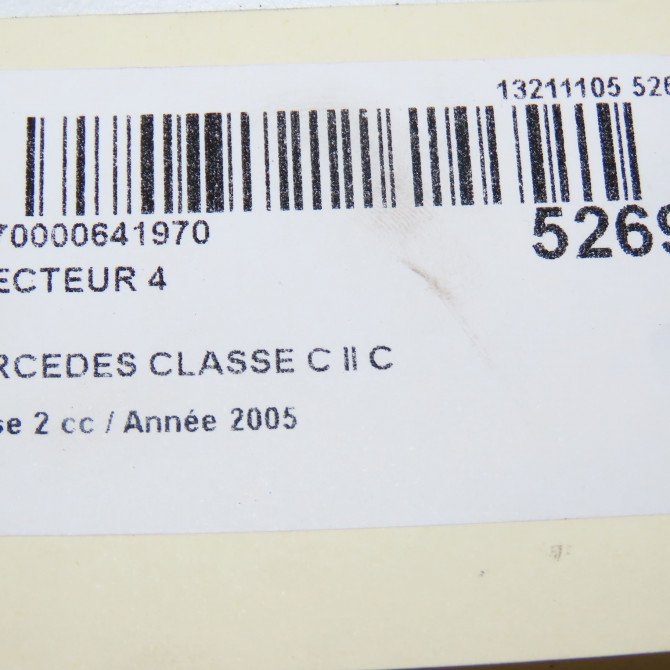 13211105 526
70000641970
5269
ECTEUR 4
RCEDES CLASSE C II C
se 2 cc / Année 2005